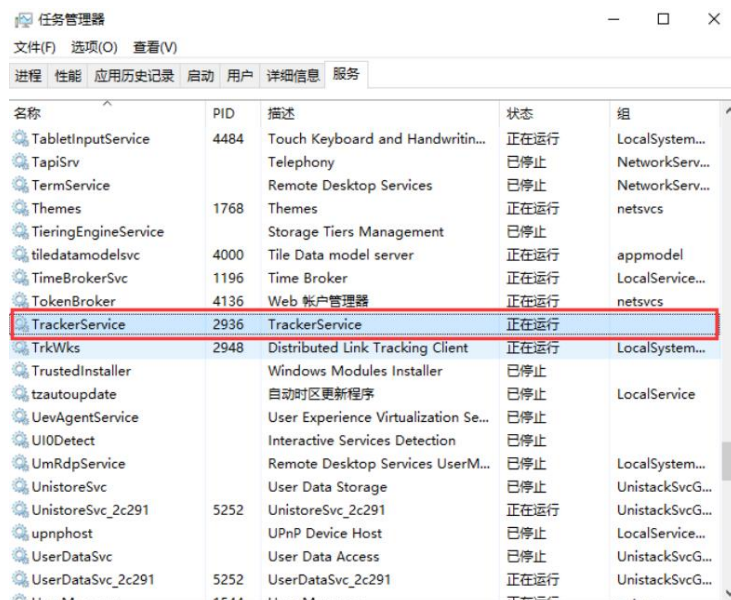 任务管理器
文件(F) 选项(O) 查看(V)
进程 性能 应用历史记录 启动 用户 详细信息 服务
名称 PID 描述 状态 组
TabletInputService 4484 Touch Keyboard and Handwritin... 正在运行 LocalSystem...
TapiSrv Telephony 已停止 NetworkServ...
TermService Remote Desktop Services 已停止 NetworkServ...
Themes 1768 Themes 正在运行 netsvcs
TieringEngineService Storage Tiers Management 已停止
tiledatamodelsvc 4000 Tile Data model server 正在运行 appmodel
TimeBrokerSvc 1196 Time Broker 正在运行 LocalService...
TokenBroker 4136 Web 帐户管理器 正在运行 netsvcs
TrackerService 2936 TrackerService 正在运行
TrkWks 2948 Distributed Link Tracking Client 正在运行 LocalSystem...
TrustedInstaller Windows Modules Installer 已停止
tzautoupdate 自动时区更新程序 已停止 LocalService
UevAgentService User Experience Virtualization Se... 已停止
UI0Detect Interactive Services Detection 已停止
UmRdpService Remote Desktop Services UserM... 已停止 LocalSystem...
UnistoreSvc User Data Storage 已停止 UnistackSvcG...
UnistoreSvc_2c291 5252 UnistoreSvc_2c291 正在运行 UnistackSvcG...
upnphost UPnP Device Host 已停止 LocalService...
UserDataSvc User Data Access 已停止 UnistackSvcG...
UserDataSvc_2c291 5252 UserDataSvc_2c291 正在运行 UnistackSvcG...